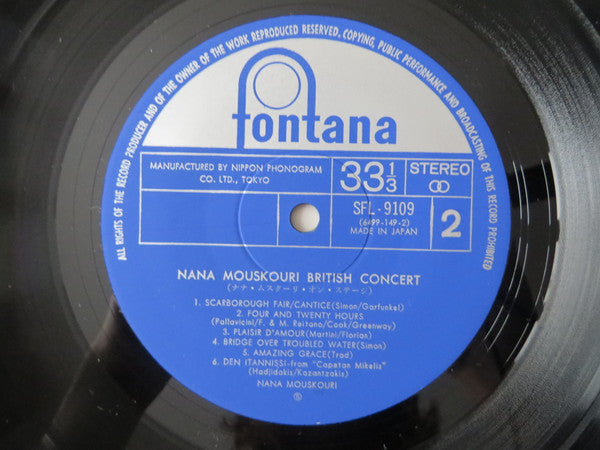 ALL RIGHTS OF THE RECORD PRODUCER AND OF THE OWNER OF THE WORK REPRODUCED RESERVED. COPYING, PUBLIC PERFORMANCE AND BROADCASTING OF THIS RECORD PROHIBITED
fontana
MANUFACTURED BY NIPPON PHONOGRAM
CO. LTD., TOKYO
33 1/3
STEREO
SFL-9109
(6499-149-2)
MADE IN JAPAN
2
NANA MOUSKOURI BRITISH CONCERT
(ナナ・ムスクーリ・オン・ステージ)
1. SCARBOROUGH FAIR/CANTICE(Simon/Garfunkel)
2. FOUR AND TWENTY HOURS
(Pallavicini/F. & M. Reitano/Cook/Greenway)
3. PLAISIR D'AMOUR(Martini/Florian)
4. BRIDGE OVER TROUBLED WATER(Simon)
5. AMAZING GRACE(Trad)
6. DEN ITANNISSI-from "Capetan Mikelis"
(Hadjidakis/Kazantzakis)
NANA MOUSKOURI